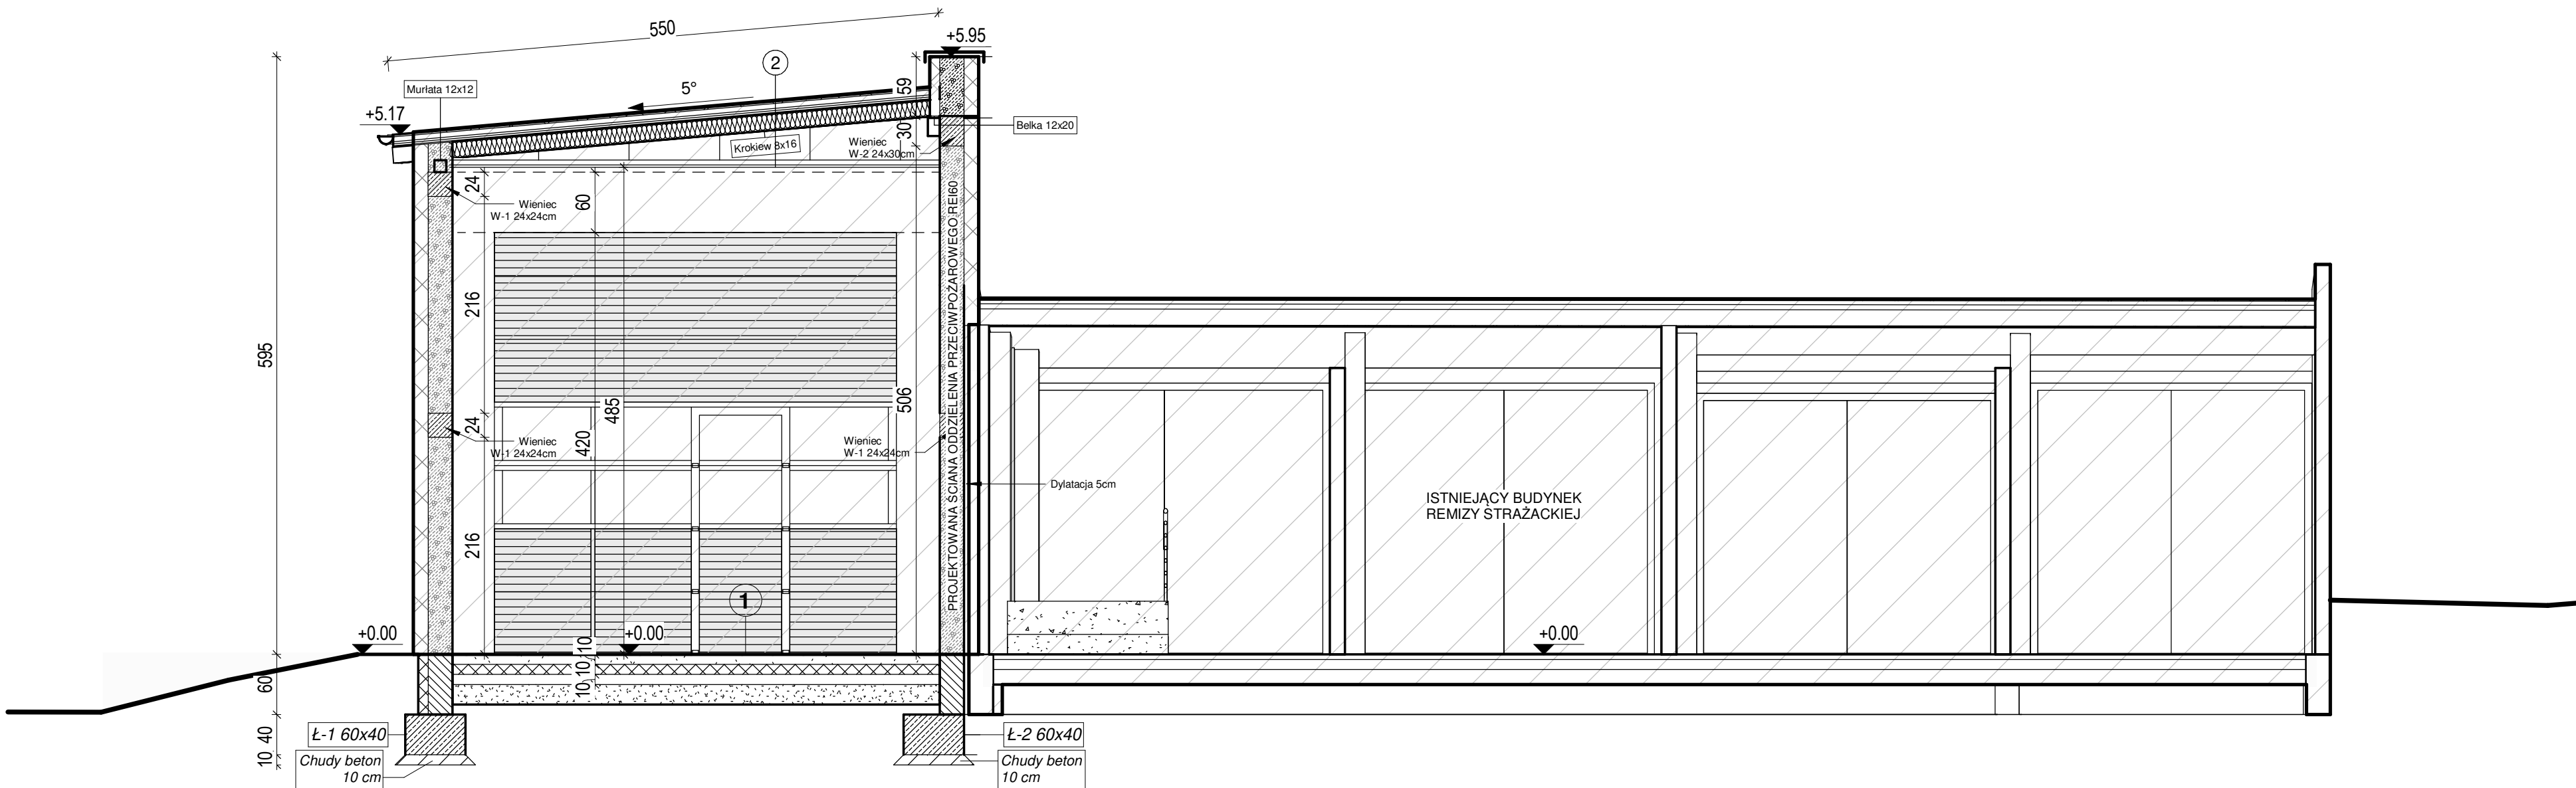 550
+5.95
2
5°
59
Murłata 12x12
+5.17
30
Belka 12x20
Krokiew 8x16
Wieniec
W-2 24x30cm
24
Wieniec
W-1 24x24cm
60
216
595
485
506
24
420
Wieniec
W-1 24x24cm
Wieniec
W-1 24x24cm
PROJEKTOWANA ŚCIANA ODDZIELENIA PRZECIWPOŻAROWEGO REI60
Dylatacja 5cm
ISTNIEJĄCY BUDYNEK
REMIZY STRAŻACKIEJ
216
1
+0.00
+0.00
+0.00
10
10
10
60
40
10
Ł-1 60x40
Chudy beton
10 cm
Ł-2 60x40
Chudy beton
10 cm